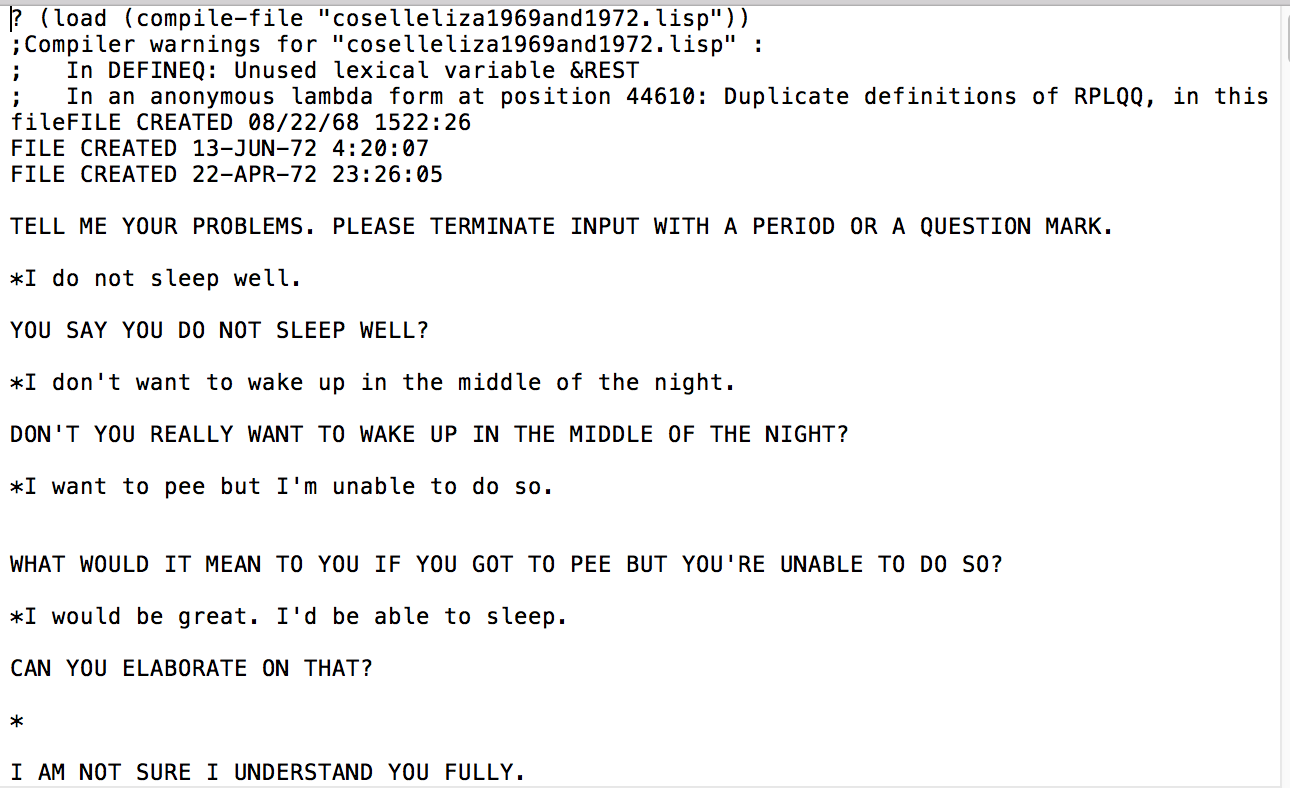 ? (load (compile-file "coselleliza1969and1972.lisp"))
;Compiler warnings for "coselleliza1969and1972.lisp" :
;   In DEFINEQ: Unused lexical variable &REST
;   In an anonymous lambda form at position 44610: Duplicate definitions of RPLQQ, in this
fileFILE CREATED 08/22/68 1522:26
FILE CREATED 13-JUN-72 4:20:07
FILE CREATED 22-APR-72 23:26:05
TELL ME YOUR PROBLEMS. PLEASE TERMINATE INPUT WITH A PERIOD OR A QUESTION MARK.
*I do not sleep well.
YOU SAY YOU DO NOT SLEEP WELL?
*I don't want to wake up in the middle of the night.
DON'T YOU REALLY WANT TO WAKE UP IN THE MIDDLE OF THE NIGHT?
*I want to pee but I'm unable to do so.
WHAT WOULD IT MEAN TO YOU IF YOU GOT TO PEE BUT YOU'RE UNABLE TO DO SO?
*I would be great. I'd be able to sleep.
CAN YOU ELABORATE ON THAT?
*
I AM NOT SURE I UNDERSTAND YOU FULLY.